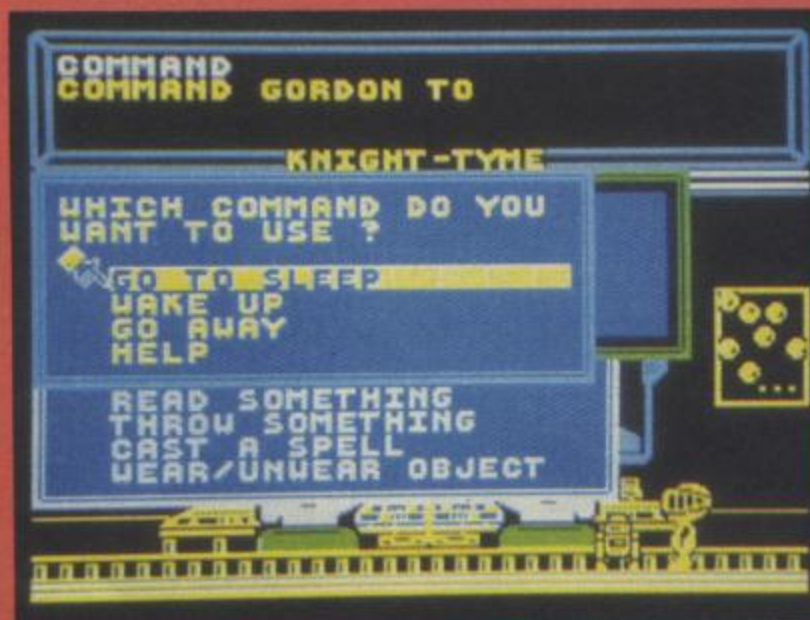 COMMAND
COMMAND GORDON TO
KNIGHT-TYME
WHICH COMMAND DO YOU
WANT TO USE ?
GO TO SLEEP
WAKE UP
GO AWAY
HELP
READ SOMETHING
THROW SOMETHING
CAST A SPELL
WEAR/UNWEAR OBJECT